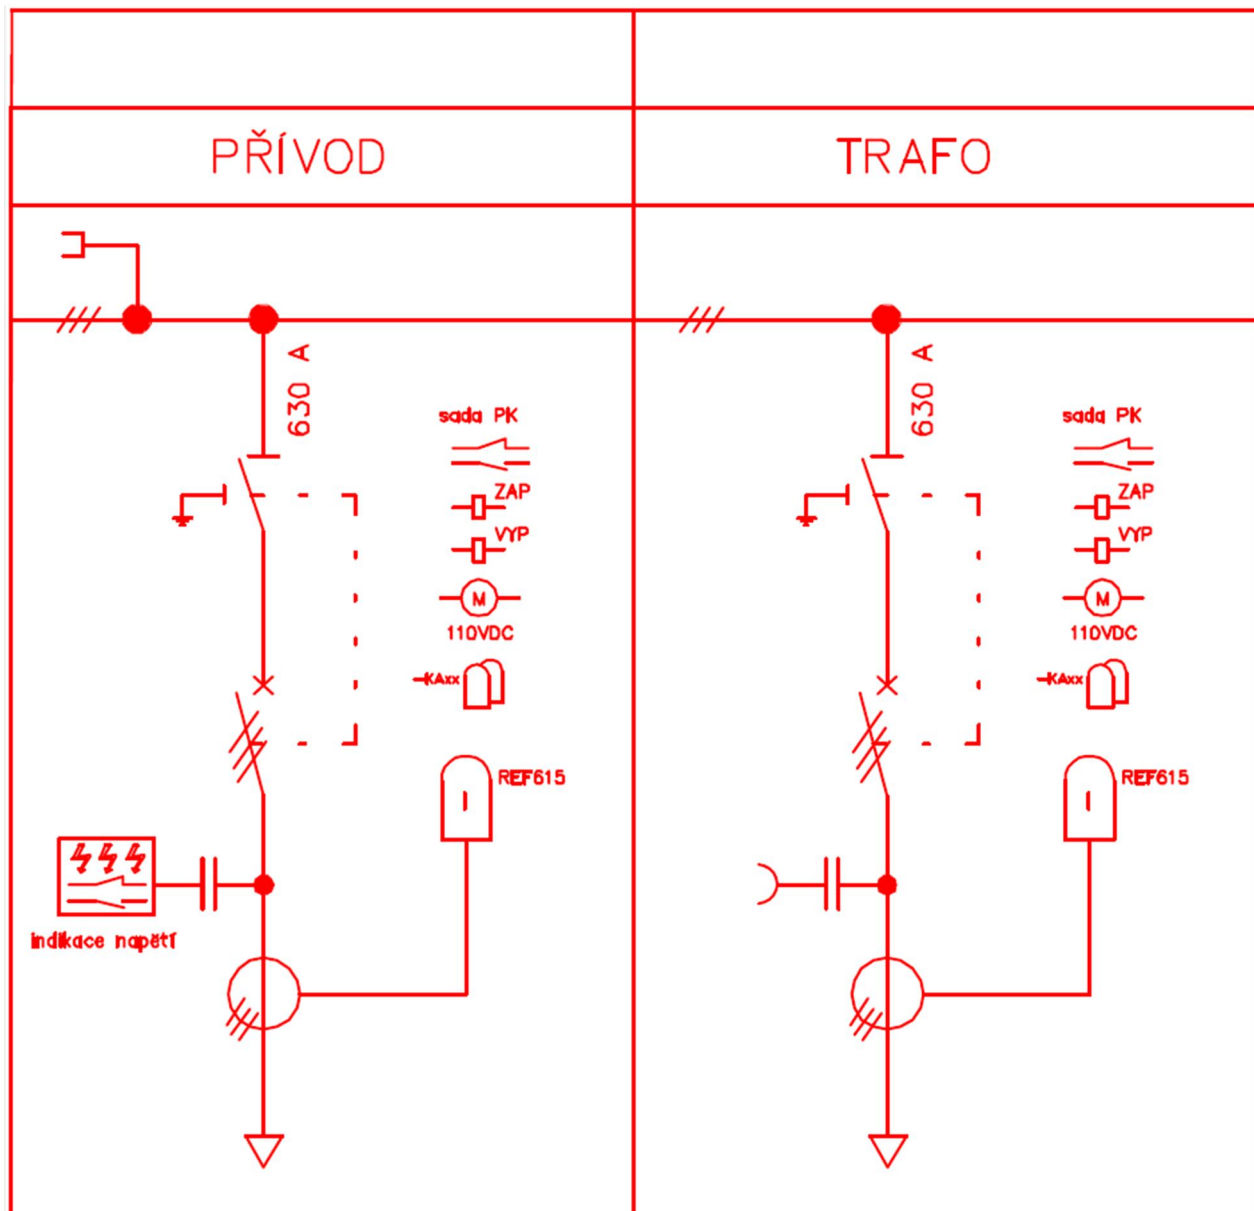 PŘÍVOD
TRAFO
630 A
sada PK
ZAP
VYP
M
110VDC
-KAxx
REF615
I
indikace napětí
630 A
sada PK
ZAP
VYP
M
110VDC
-KAxx
REF615
I